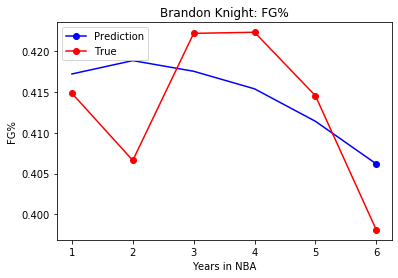 Brandon Knight: FG%
Prediction
True
0.420
0.415
0.410
0.405
0.400
FG%
1 2 3 4 5 6
Years in NBA